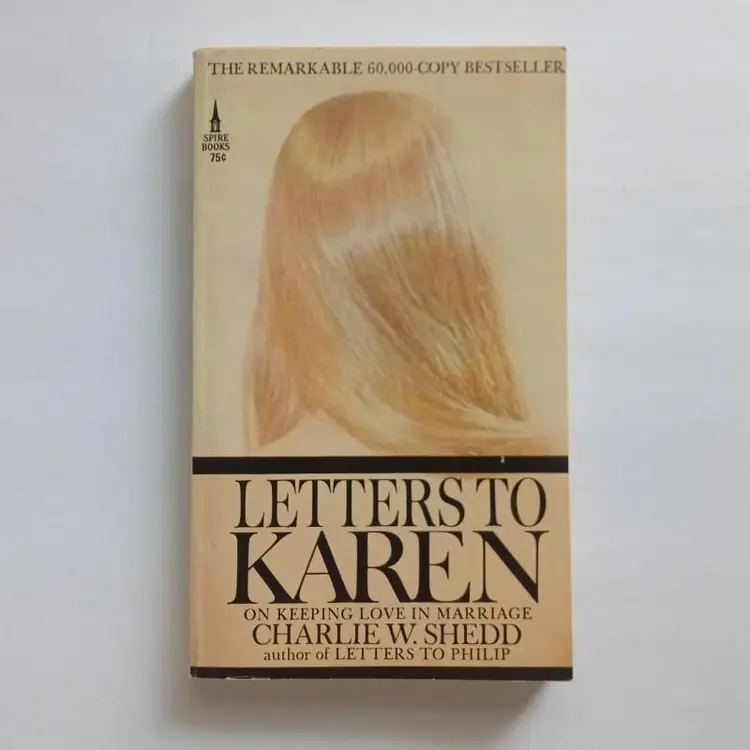 THE REMARKABLE 60,000-COPY BESTSELLER
SPIRE
BOOKS
75¢
LETTERS TO
KAREN
ON KEEPING LOVE IN MARRIAGE
CHARLIE W. SHEDD
author of LETTERS TO PHILIP